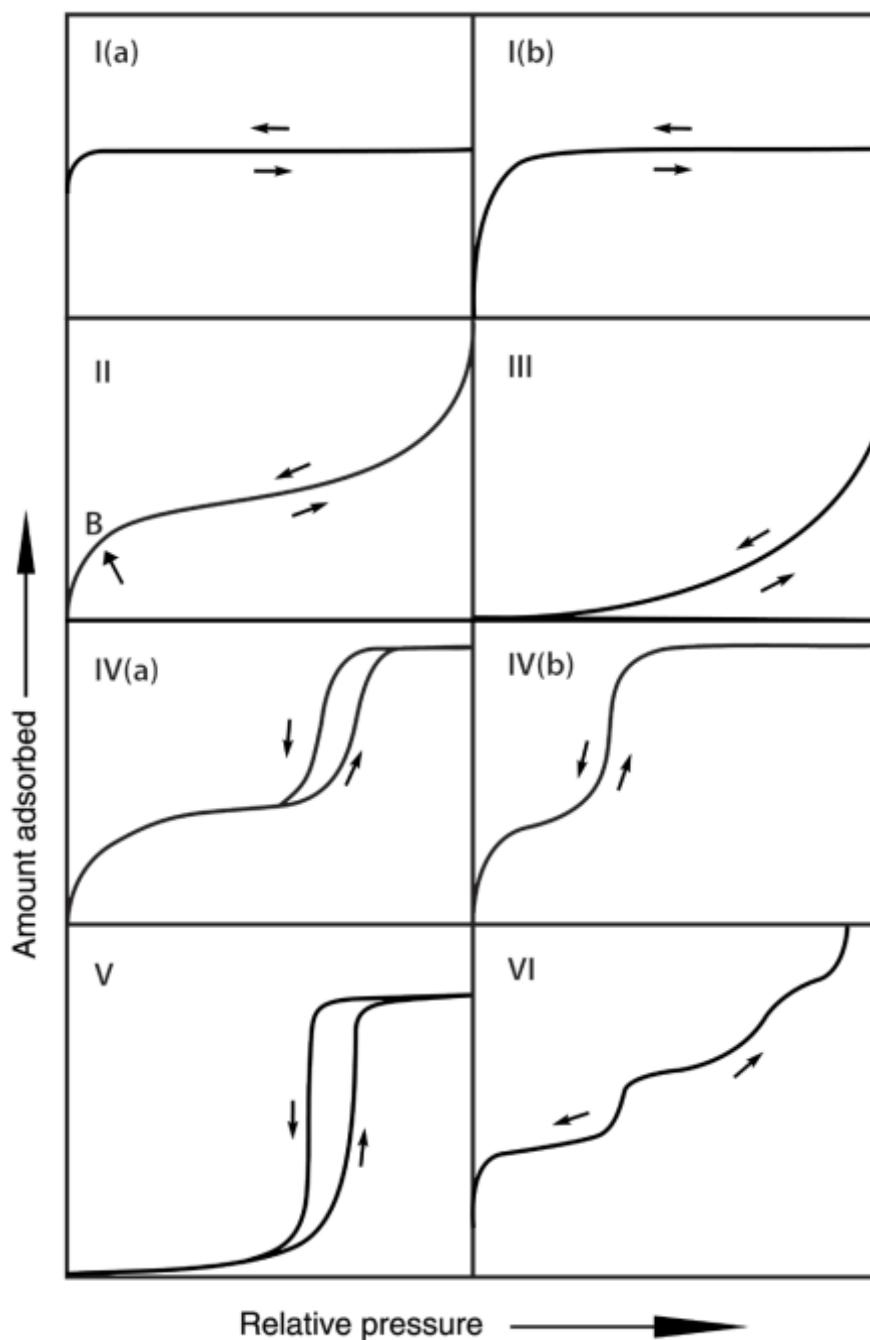 I(a)
I(b)
II
III
B
IV(a)
IV(b)
V
VI
Amount adsorbed
Relative pressure